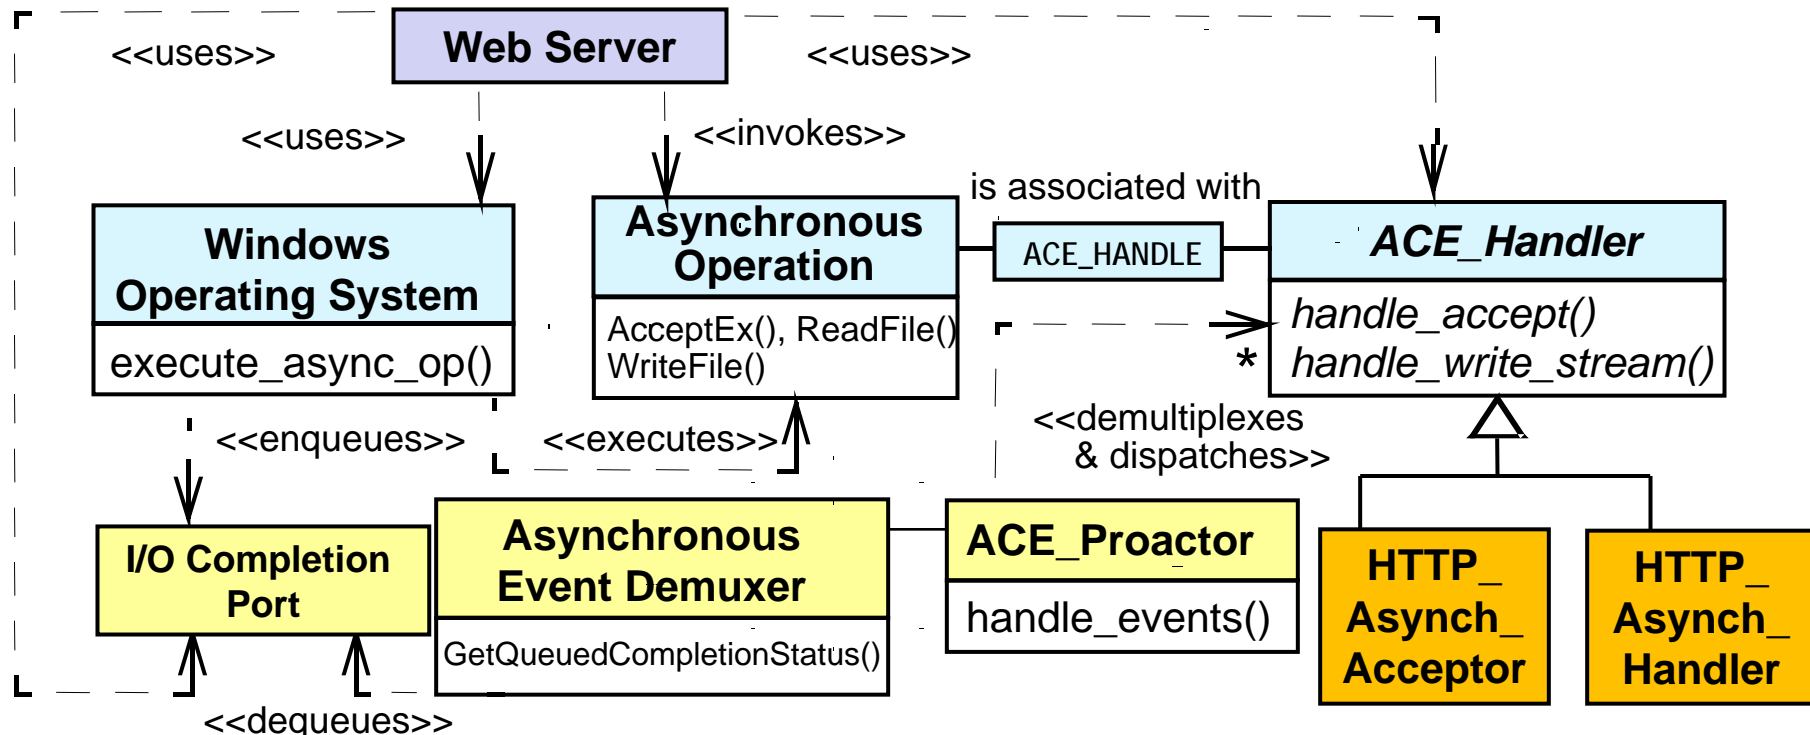 <<uses>>
Web Server
<<uses>>
<<uses>>
<<invokes>>
is associated with
Windows
Operating System
execute_async_op()
Asynchronous
Operation
AcceptEx(), ReadFile()
WriteFile()
ACE_HANDLE
ACE_Handler
handle_accept()
handle_write_stream()
*
<<enqueues>>
<<executes>>
<<demultiplexes
& dispatches>>
I/O Completion
Port
Asynchronous
Event Demuxer
GetQueuedCompletionStatus()
ACE_Proactor
handle_events()
HTTP_
Asynch_
Acceptor
HTTP_
Asynch_
Handler
<<dequeues>>